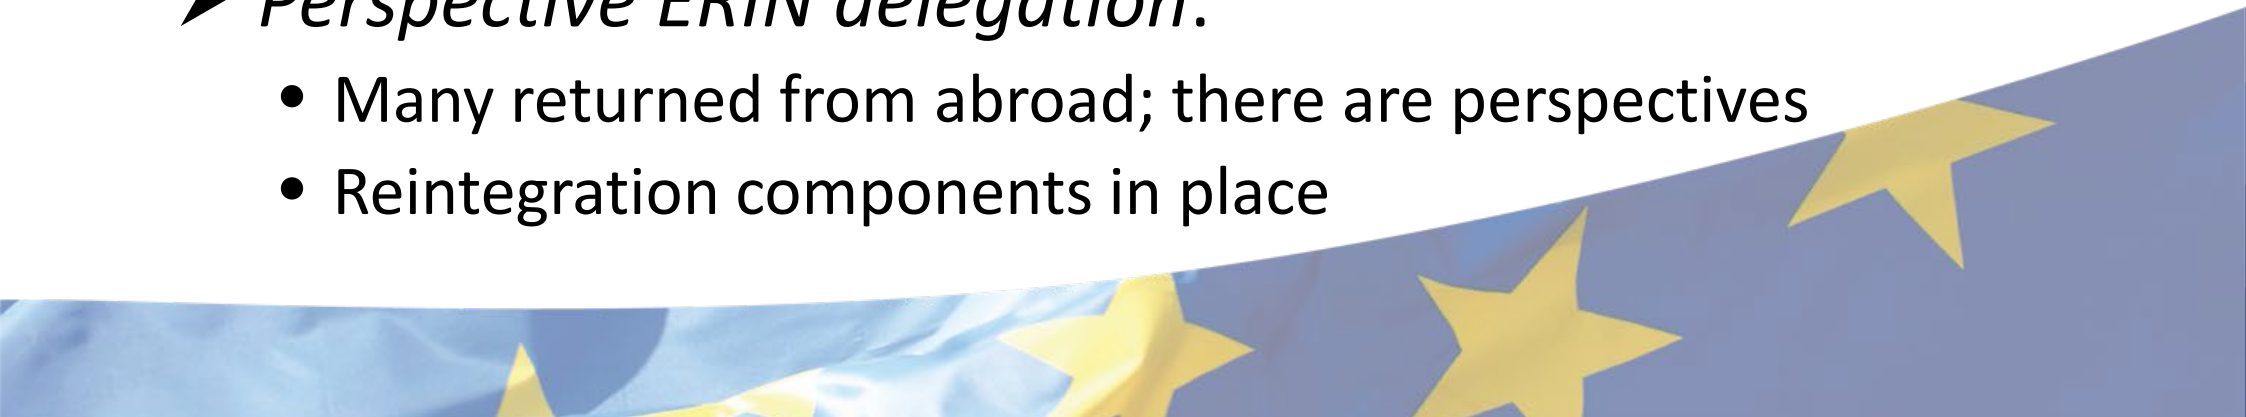 ➢ Perspective ERIN delegation:
• Many returned from abroad; there are perspectives
• Reintegration components in place